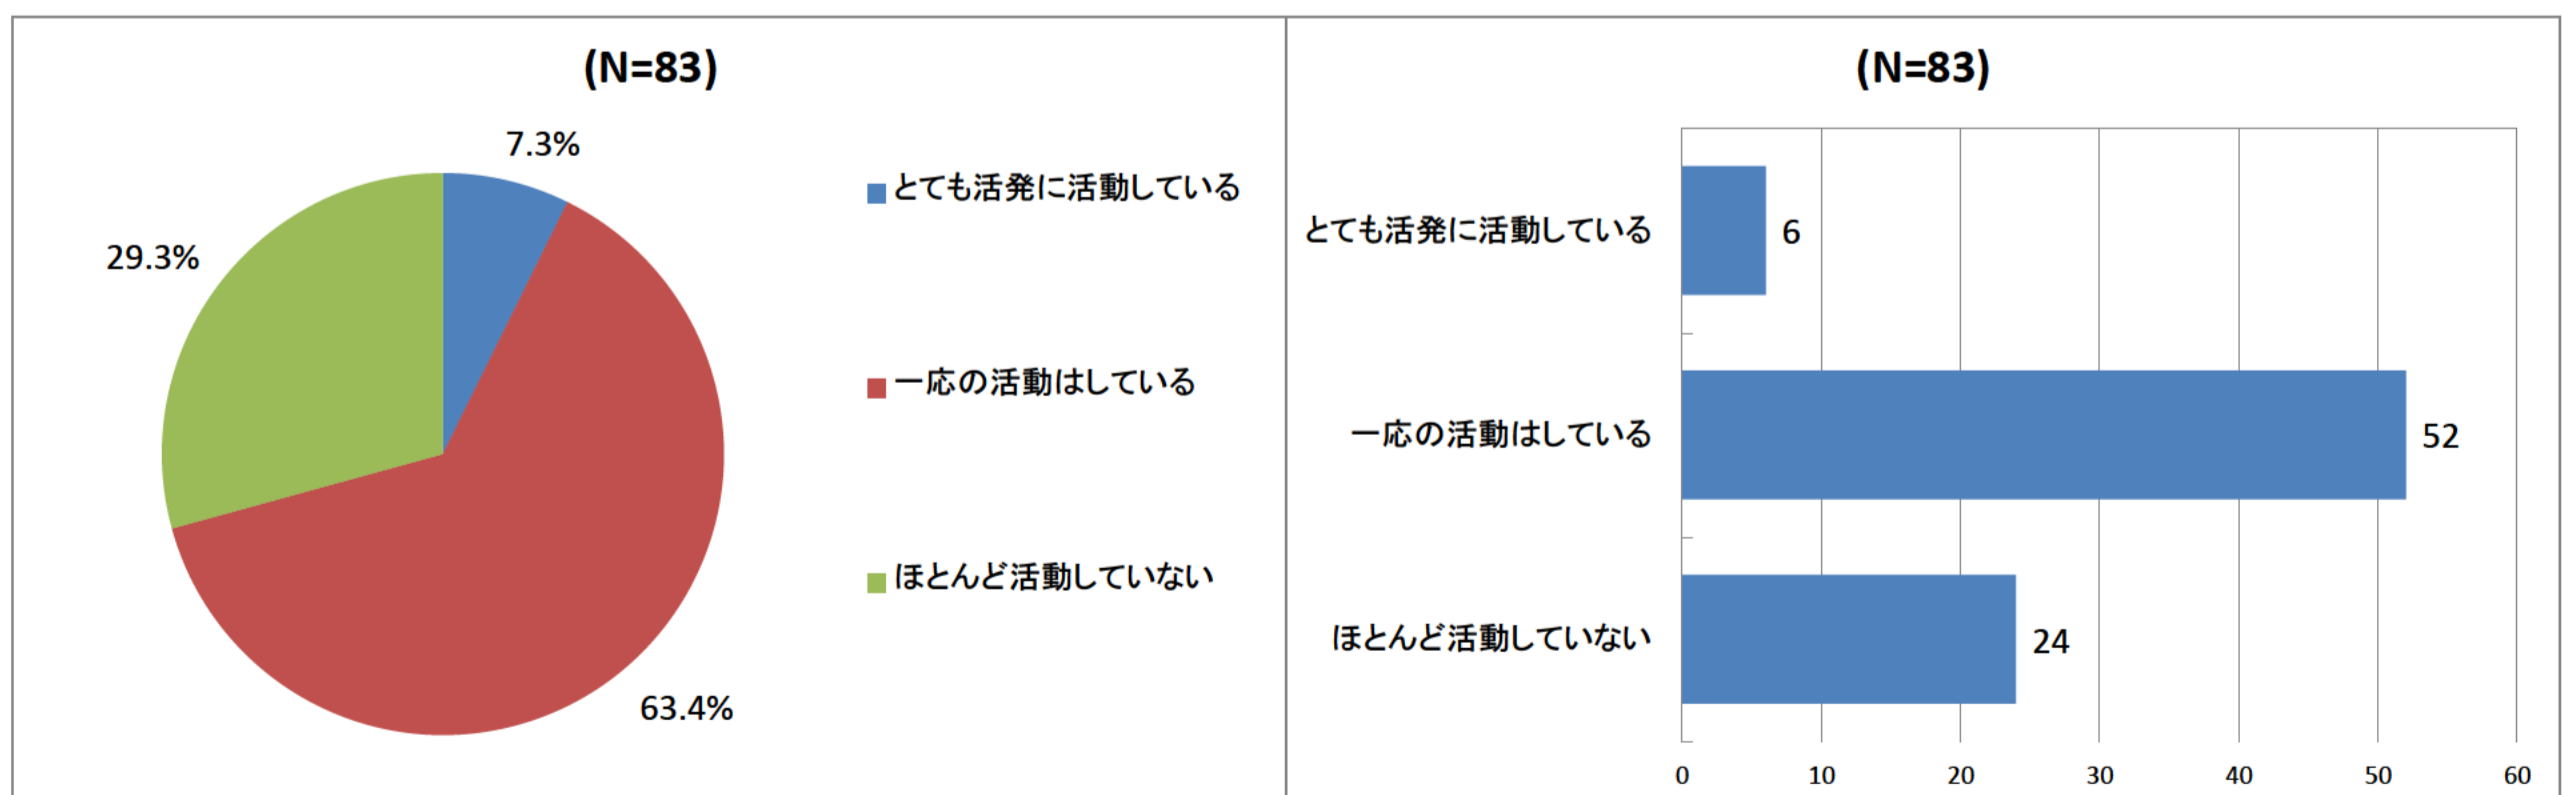 (N=83)
7.3%
29.3%
63.4%
とても活発に活動している
一応の活動はしている
ほとんど活動していない
(N=83)
とても活発に活動している
6
一応の活動はしている
52
ほとんど活動していない
24
0 10 20 30 40 50 60